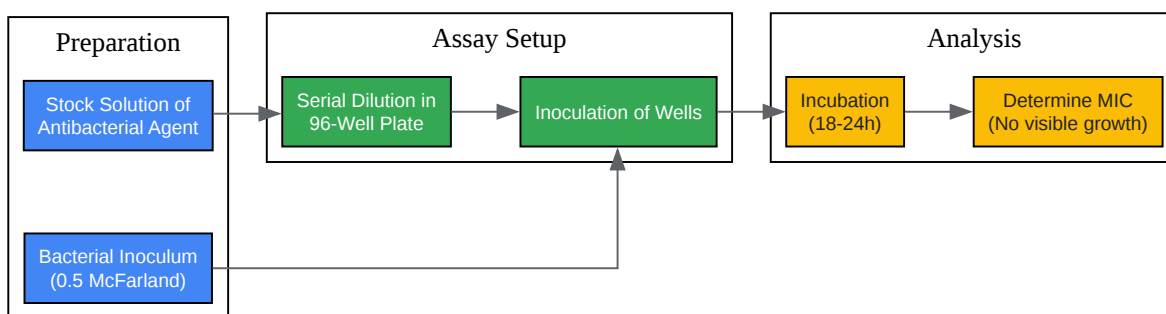 Preparation
Stock Solution of
Antibacterial Agent
Bacterial Inoculum
(0.5 McFarland)
Assay Setup
Serial Dilution in
96-Well Plate
Inoculation of Wells
Analysis
Incubation
(18-24h)
Determine MIC
(No visible growth)